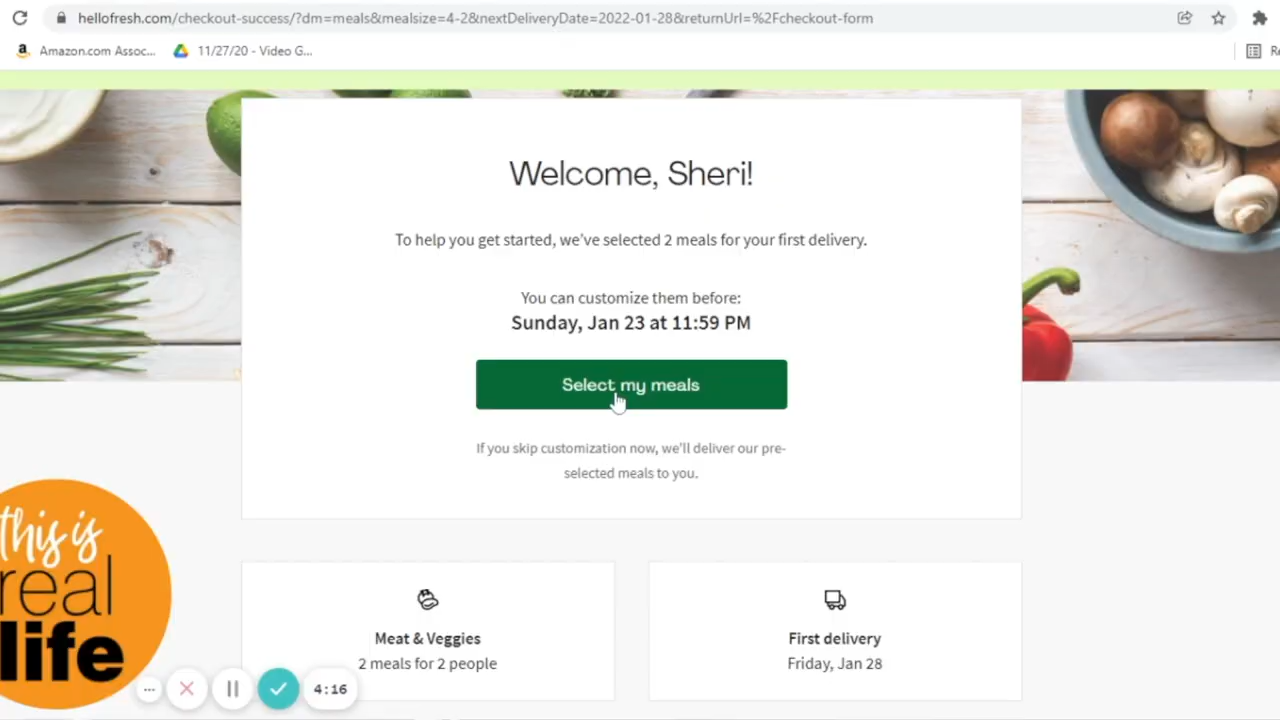 hellofresh.com/checkout-success/?dm=meals&mealsize=4-2&nextDeliveryDate=2022-01-28&returnUrl=%2Fcheckout-form
Amazon.com Assoc... 11/27/20 - Video G...
Welcome, Sheri!
To help you get started, we've selected 2 meals for your first delivery.
You can customize them before:
Sunday, Jan 23 at 11:59 PM
Select my meals
If you skip customization now, we'll deliver our pre-
selected meals to you.
this is
real
life
Meat & Veggies
2 meals for 2 people
First delivery
Friday, Jan 28
4:16